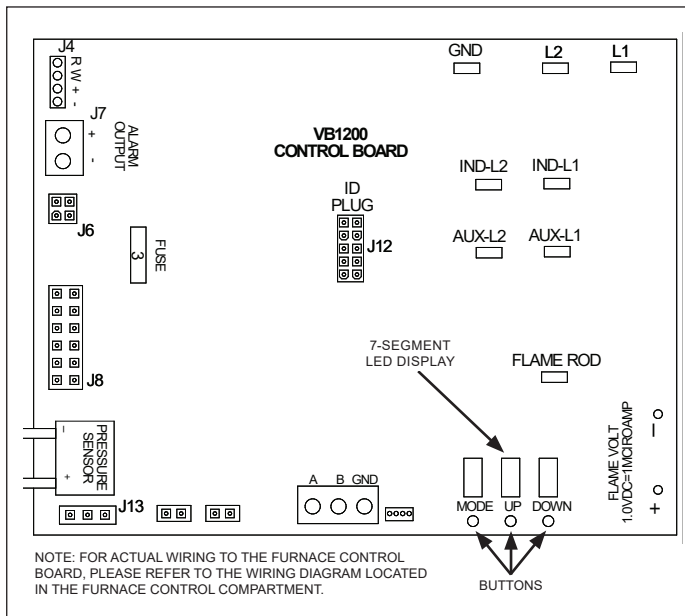 J4
R W + -
J7
+
-
ALARM
OUTPUT
J6
3
FUSE
J8
VB1200
CONTROL BOARD
ID
PLUG
J12
GND
L2
L1
IND-L2
IND-L1
AUX-L2
AUX-L1
7-SEGMENT
LED DISPLAY
FLAME ROD
PRESSURE
SENSOR
-
+
J13
A B GND
MODE UP DOWN
FLAME VOLT
1.0VDC=1MCIROAMP
+ -
BUTTONS
NOTE: FOR ACTUAL WIRING TO THE FURNACE CONTROL
BOARD, PLEASE REFER TO THE WIRING DIAGRAM LOCATED
IN THE FURNACE CONTROL COMPARTMENT.